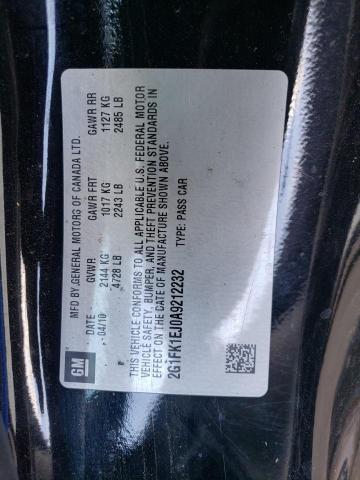 GM
MFD BY GENERAL MOTORS OF CANADA LTD.
DATE GVWR GAWR FRT GAWR RR
04/10 2144 KG 1017 KG 1127 KG
4728 LB 2243 LB 2485 LB
THIS VEHICLE CONFORMS TO ALL APPLICABLE U.S. FEDERAL MOTOR
VEHICLE SAFETY, BUMPER, AND THEFT PREVENTION STANDARDS IN
EFFECT ON THE DATE OF MANUFACTURE SHOWN ABOVE.
2G1FK1EJ0A9212232 TYPE: PASS CAR